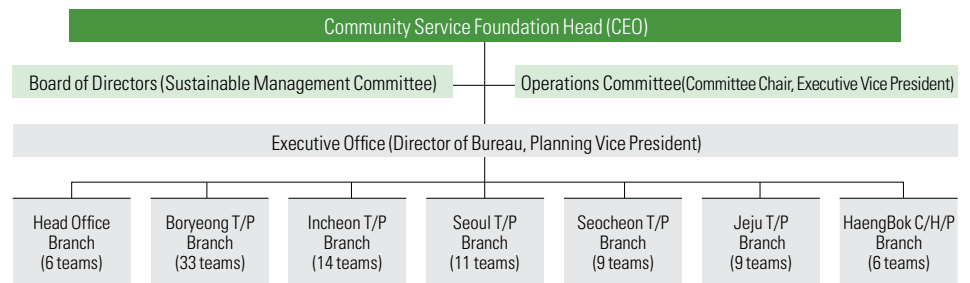 Community Service Foundation Head (CEO)
Board of Directors (Sustainable Management Committee)
Operations Committee(Committee Chair, Executive Vice President)
Executive Office (Director of Bureau, Planning Vice President)
Head Office
Branch
(6 teams)
Boryeong T/P
Branch
(33 teams)
Incheon T/P
Branch
(14 teams)
Seoul T/P
Branch
(11 teams)
Seocheon T/P
Branch
(9 teams)
Jeju T/P
Branch
(9 teams)
HaengBok C/H/P
Branch
(6 teams)